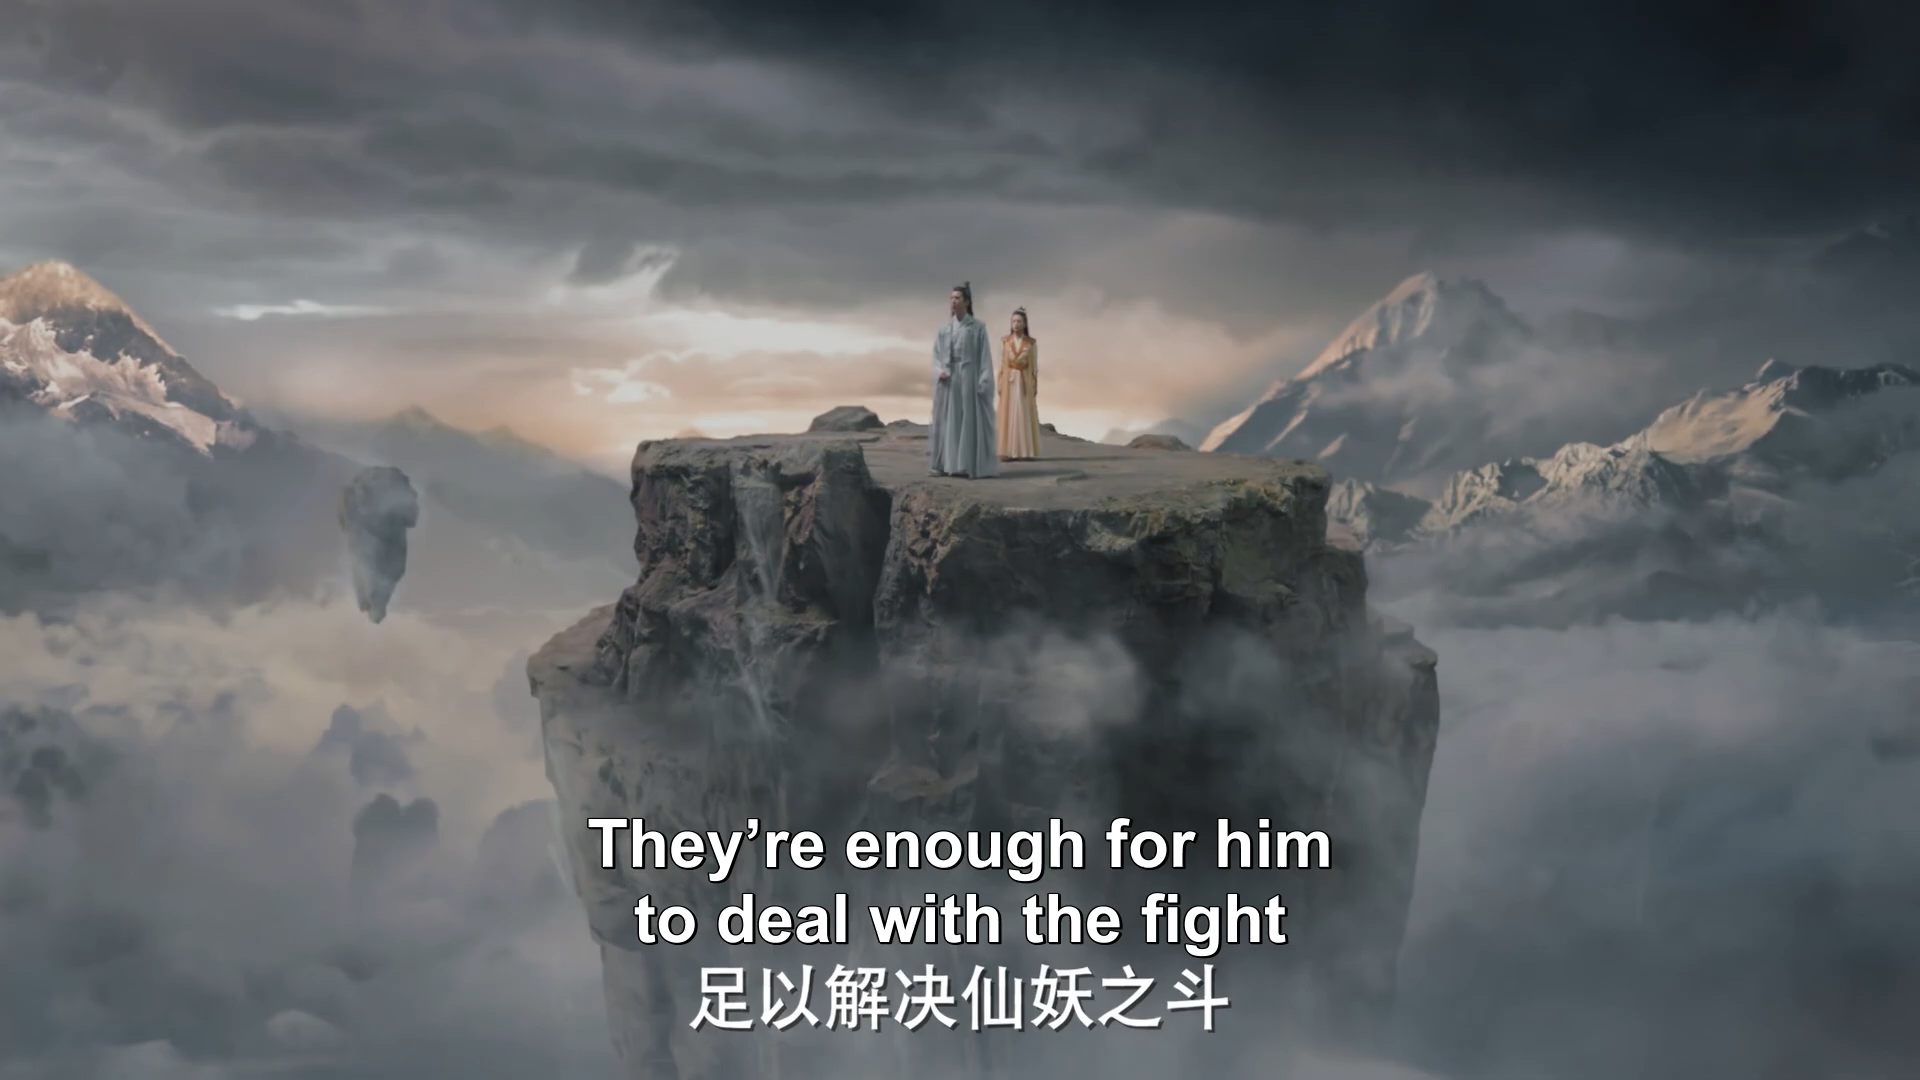 They’re enough for him
to deal with the fight
足以解决仙妖之斗